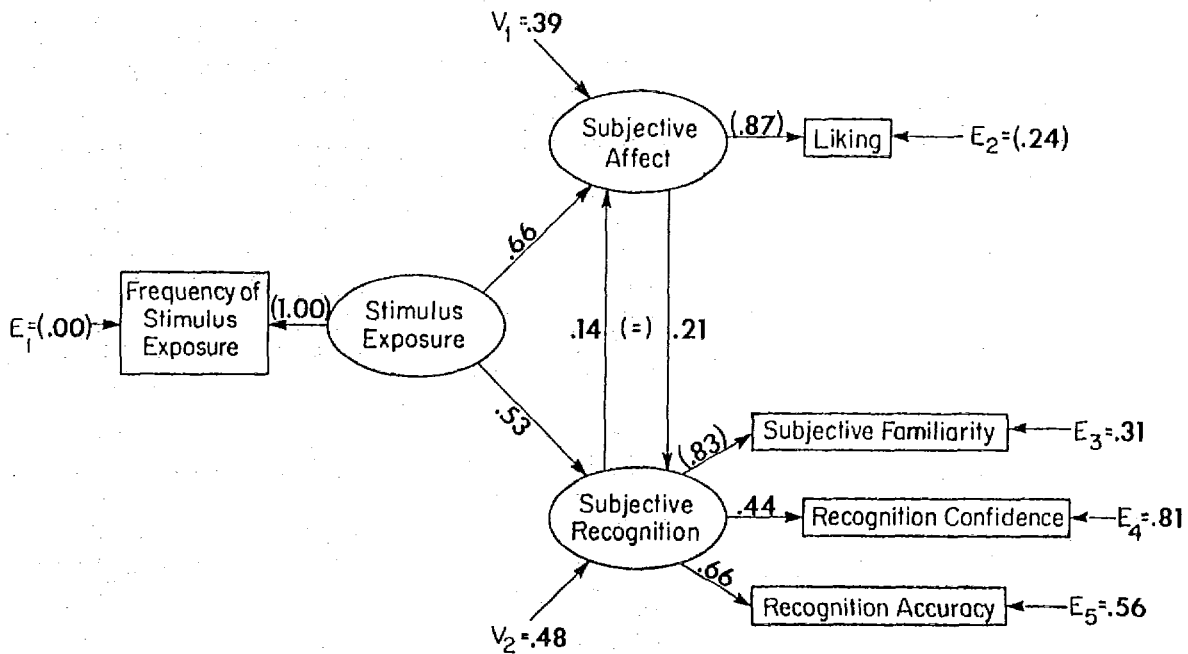 V₁=.39
Subjective
Affect
(.87)
Liking
E₂=(.24)
.66
Frequency of
Stimulus
Exposure
E₁=(.00)
(1.00)
Stimulus
Exposure
.14 (=) .21
.53
(.83)
Subjective Familiarity
E₃=.31
Subjective
Recognition
.44
Recognition Confidence
E₄=.81
.66
Recognition Accuracy
E₅=.56
V₂=.48